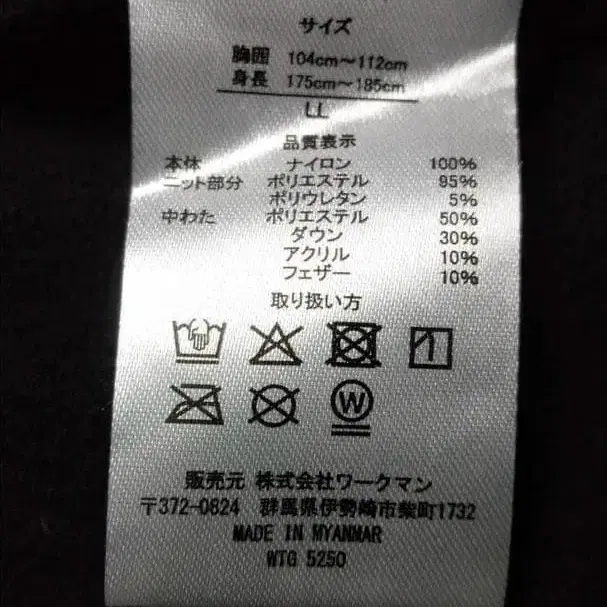 サイズ
胸囲 104cm～112cm
身長 175cm～185cm
LL
品質表示
本体 ナイロン 100%
ニット部分 ポリエステル 95%
ポリウレタン 5%
中わた ポリエステル 50%
ダウン 30%
アクリル 10%
フェザー 10%
取り扱い方
W
販売元 株式会社ワークマン
〒372-0824 群馬県伊勢崎市柴町1732
MADE IN MYANMAR
WTG 5250